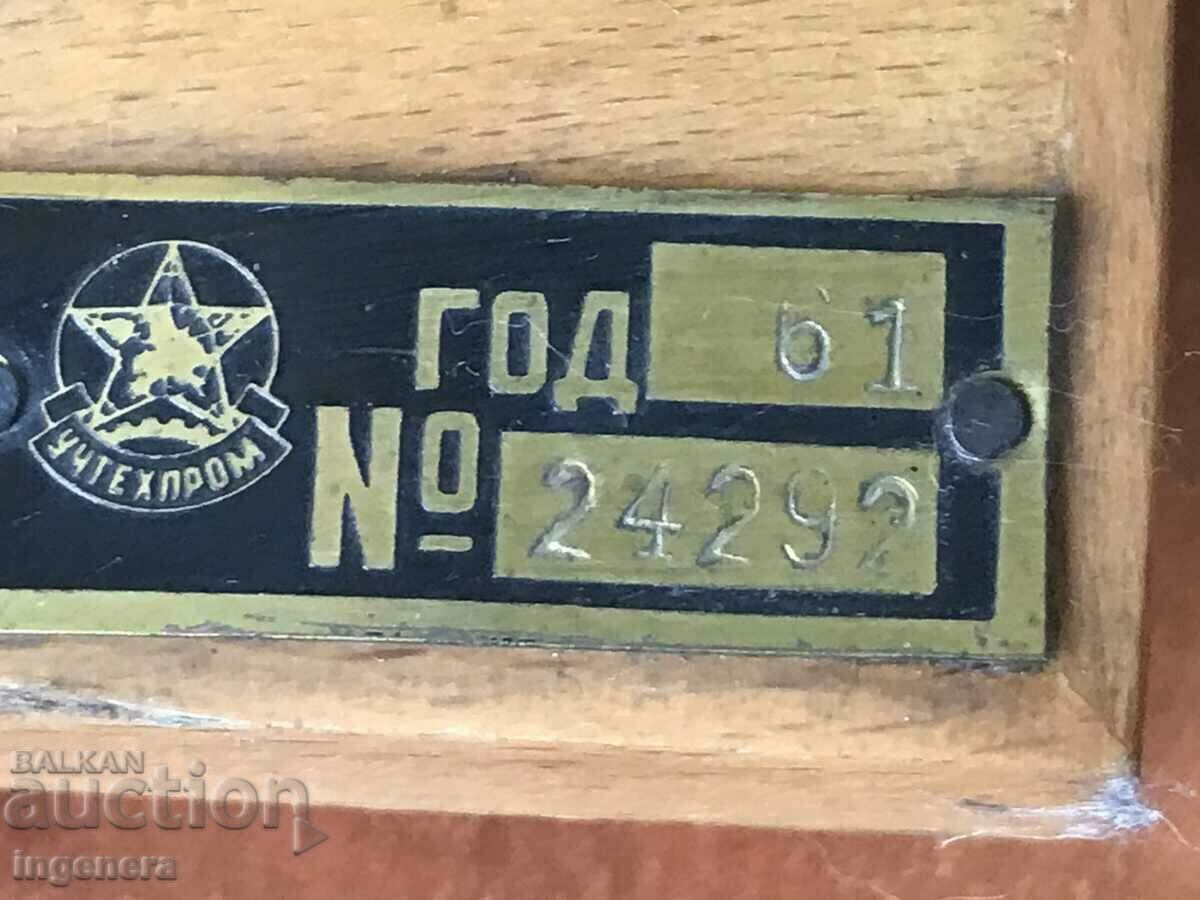 УЧТЕХПРОМ
ГОД 61
№ 24292
BALKAN
auction
ingenera